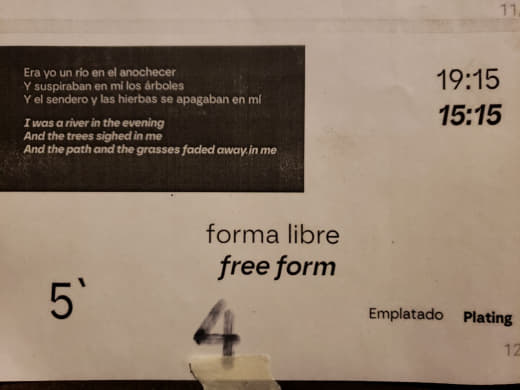 11
Era yo un río en el anochecer
Y suspiraban en mí los árboles
Y el sendero y las hierbas se apagaban en mí
I was a river in the evening
And the trees sighed in me
And the path and the grasses faded away in me
19:15
15:15
forma libre
free form
5`
4
Emplatado Plating
12